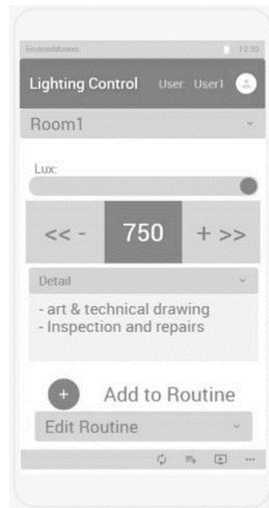 12:30
Lighting Control User: User1
Room1
Lux:
<< - 750 + >>
Detail
- art & technical drawing
- Inspection and repairs
+ Add to Routine
Edit Routine